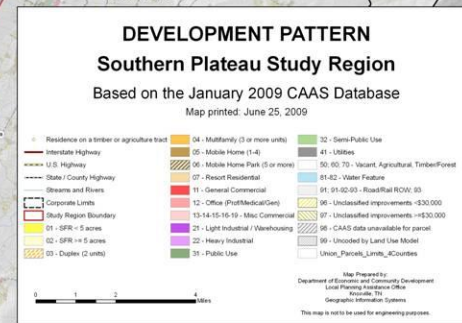 DEVELOPMENT PATTERN
Southern Plateau Study Region
Based on the January 2009 CAAS Database
Map printed: June 25, 2009
Residence on a timber or agriculture tract
Interstate Highway
U.S. Highway
State / County Highway
Streams and Rivers
Corporate Limits
Study Region Boundary
01 - SFR < 5 acres
02 - SFR >= 5 acres
03 - Duplex (2 units)
04 - Multifamily (3 or more units)
05 - Mobile Home (1-4)
06 - Mobile Home Park (5 or more)
07 - Resort Residential
11 - General Commercial
12 - Office (Prof/Medical/Gen)
13-14-15-16-19 - Misc Commercial
21 - Light Industrial / Warehousing
22 - Heavy Industrial
31 - Public Use
32 - Semi-Public Use
41 - Utilities
50; 60; 70 - Vacant, Agricultural, Timber/Forest
81-82 - Water Feature
91; 91-92-93 - Road/Rail ROW, 93
96 - Unclassified improvements <$30,000
97 - Unclassified improvements >=$30,000
98 - CAAS data unavailable for parcel
99 - Uncoded by Land Use Model
Union_Parcels_Limits_4Counties
0 1 2 4
Miles
Map Prepared by:
Department of Economic and Community Development
Local Planning Assistance Office
Knoxville, TN
Geographic Information Systems
This map is not to be used for engineering purposes.